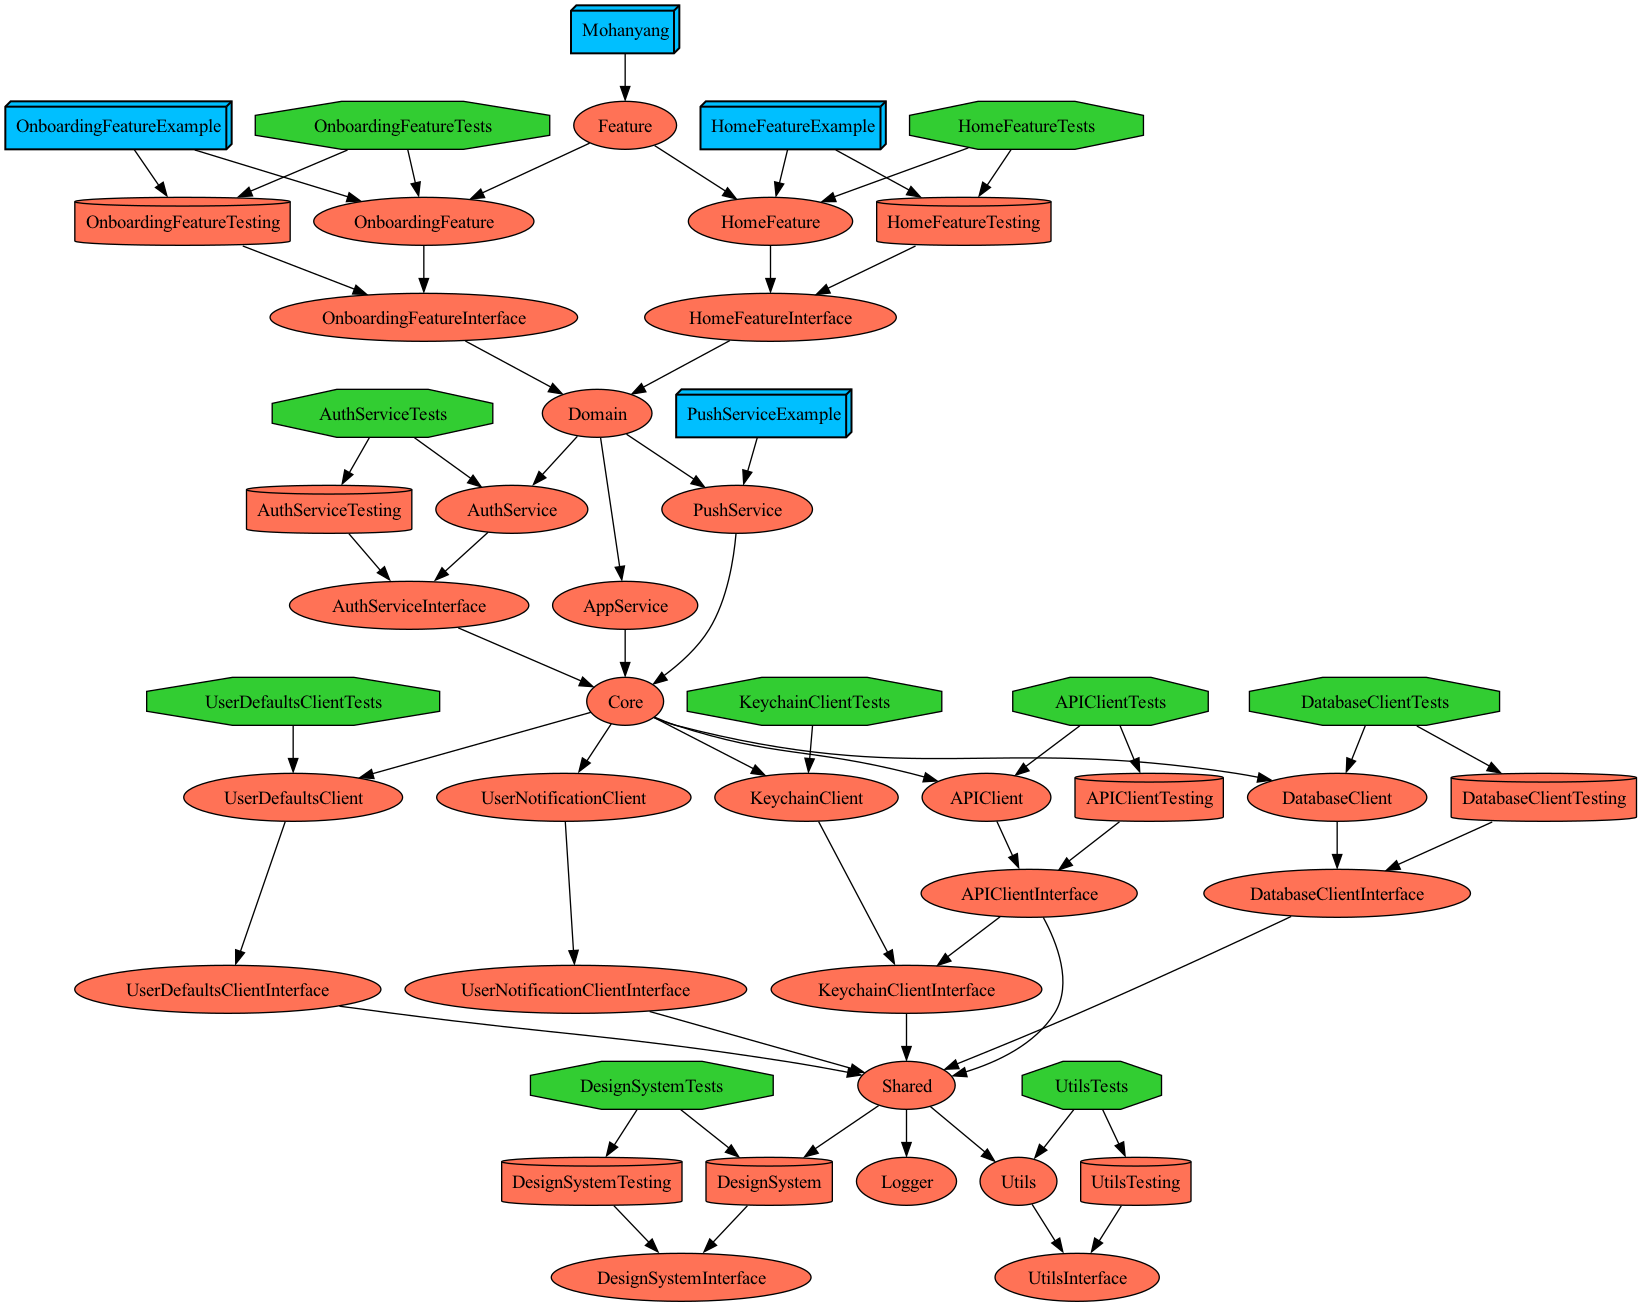 Mohanyang
OnboardingFeatureExample
OnboardingFeatureTests
Feature
HomeFeatureExample
HomeFeatureTests
OnboardingFeatureTesting
OnboardingFeature
HomeFeature
HomeFeatureTesting
OnboardingFeatureInterface
HomeFeatureInterface
AuthServiceTests
Domain
PushServiceExample
AuthServiceTesting
AuthService
PushService
AuthServiceInterface
AppService
UserDefaultsClientTests
Core
KeychainClientTests
APIClientTests
DatabaseClientTests
UserDefaultsClient
UserNotificationClient
KeychainClient
APIClient
APIClientTesting
DatabaseClient
DatabaseClientTesting
APIClientInterface
DatabaseClientInterface
UserDefaultsClientInterface
UserNotificationClientInterface
KeychainClientInterface
DesignSystemTests
Shared
UtilsTests
DesignSystemTesting
DesignSystem
Logger
Utils
UtilsTesting
DesignSystemInterface
UtilsInterface